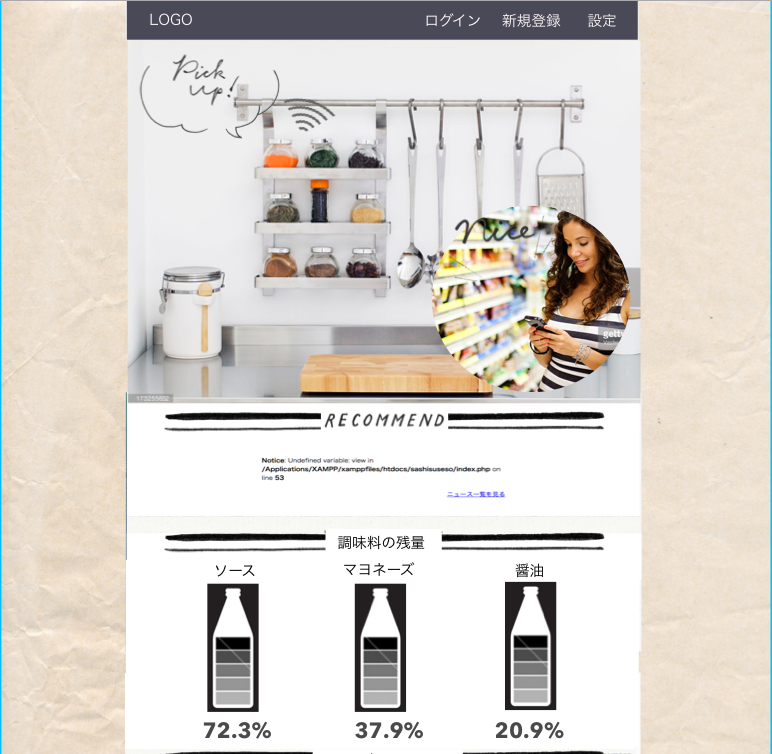 LOGO ログイン 新規登録 設定
Pick
up!
nice
getty
173255652
RECOMMEND
Notice: Undefined variable: view in
/Applications/XAMPP/xamppfiles/htdocs/sashisuseso/index.php on
line 53
ニュース一覧を見る
調味料の残量
ソース マヨネーズ 醤油
72.3% 37.9% 20.9%